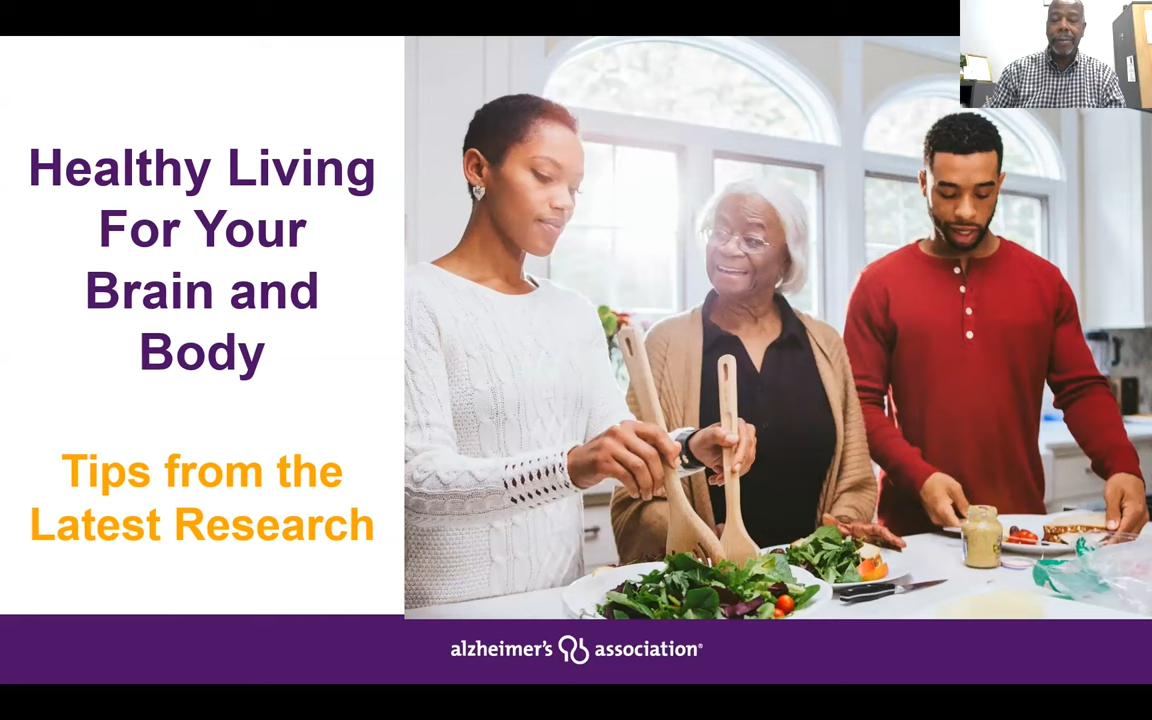 Healthy Living
For Your
Brain and
Body
Tips from the
Latest Research
alzheimer's association®